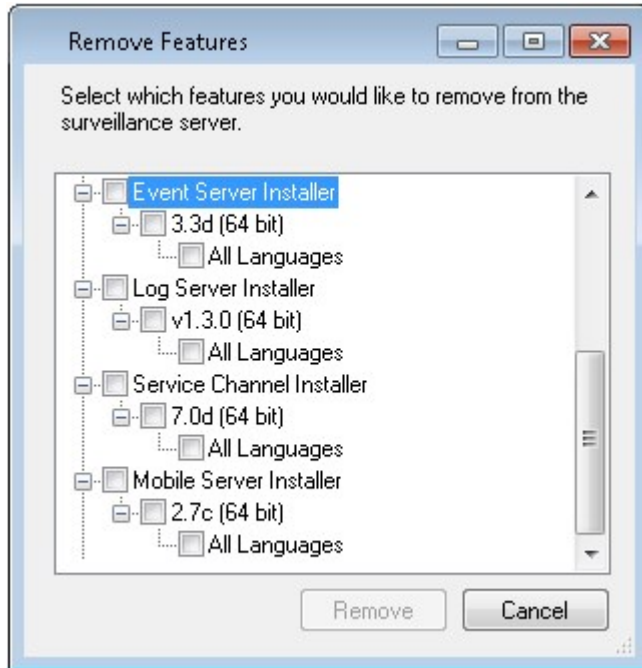 Remove Features
Select which features you would like to remove from the
surveillance server.
Event Server Installer
3.3d (64 bit)
All Languages
Log Server Installer
v1.3.0 (64 bit)
All Languages
Service Channel Installer
7.0d (64 bit)
All Languages
Mobile Server Installer
2.7c (64 bit)
All Languages
Remove Cancel